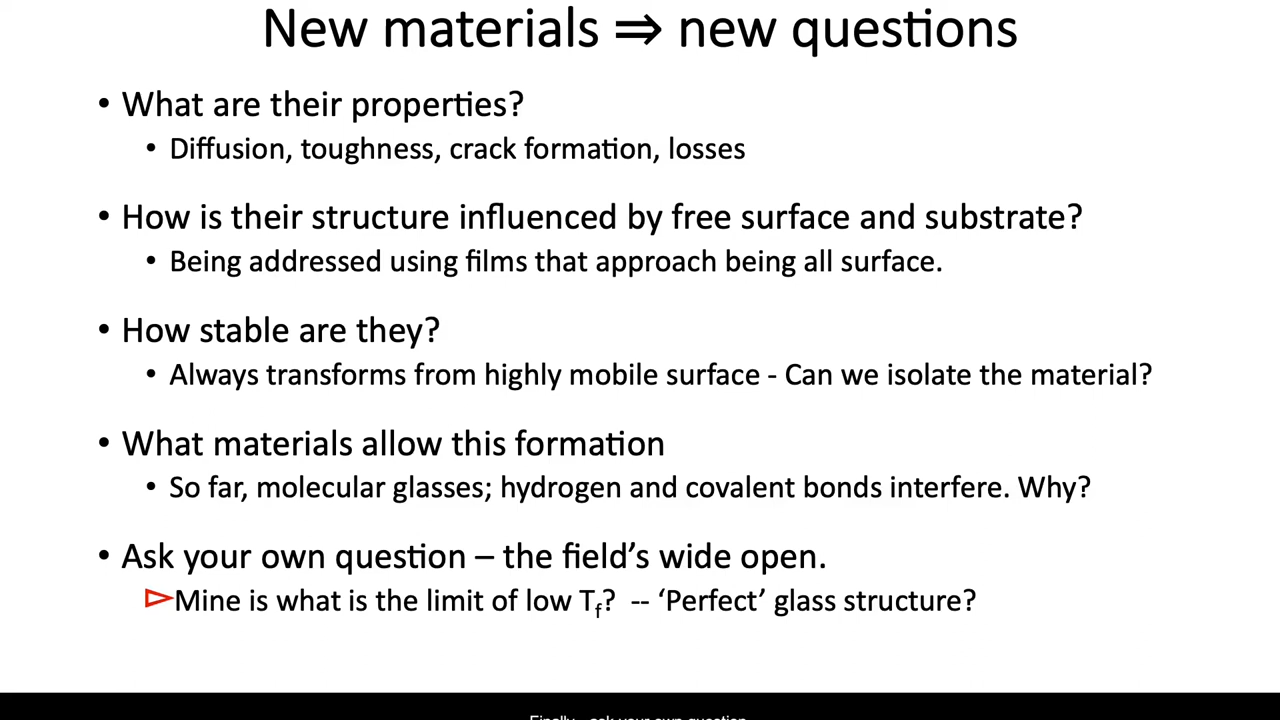 New materials ⇒ new questions
• What are their properties?
• Diffusion, toughness, crack formation, losses
• How is their structure influenced by free surface and substrate?
• Being addressed using films that approach being all surface.
• How stable are they?
• Always transforms from highly mobile surface - Can we isolate the material?
• What materials allow this formation
• So far, molecular glasses; hydrogen and covalent bonds interfere. Why?
• Ask your own question – the field’s wide open.
➢Mine is what is the limit of low Tf? -- ‘Perfect’ glass structure?